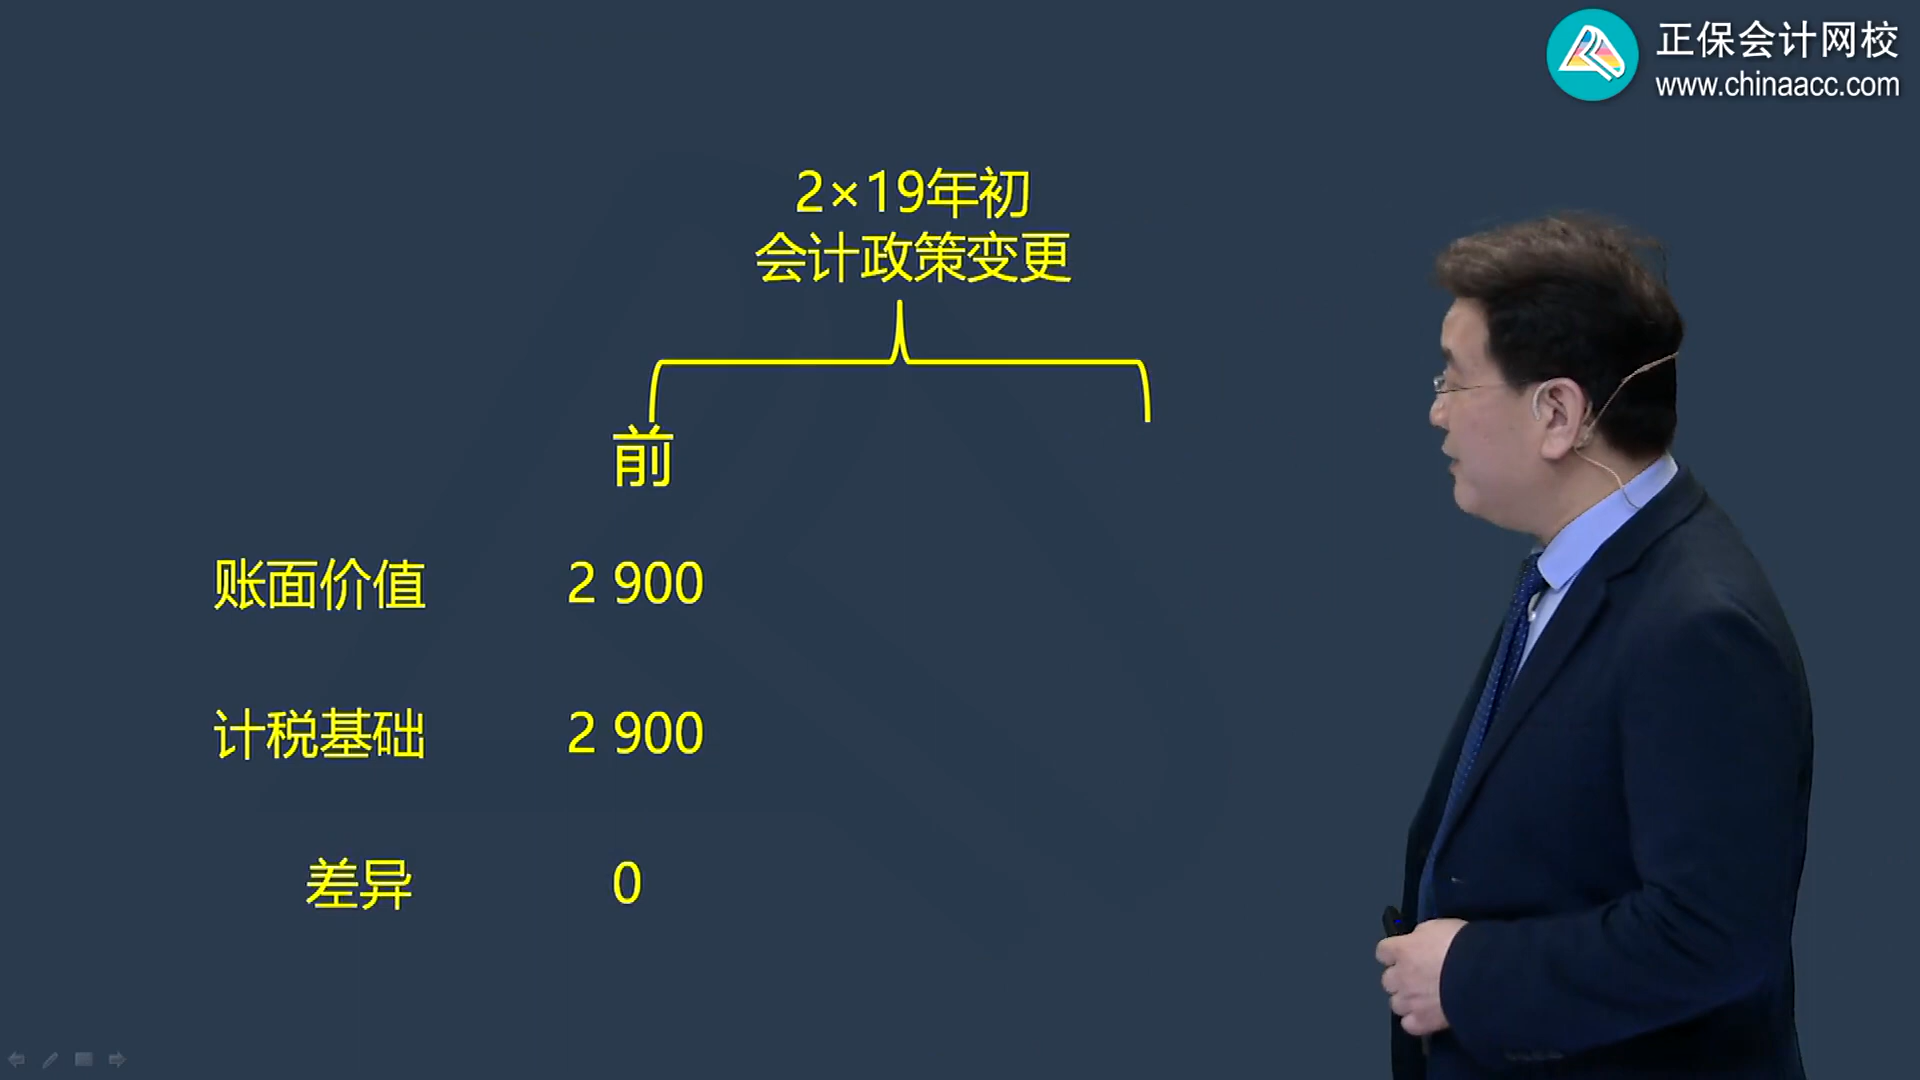 正保会计网校
www.chinaacc.com
2×19年初
会计政策变更
前
账面价值 2 900
计税基础 2 900
差异 0